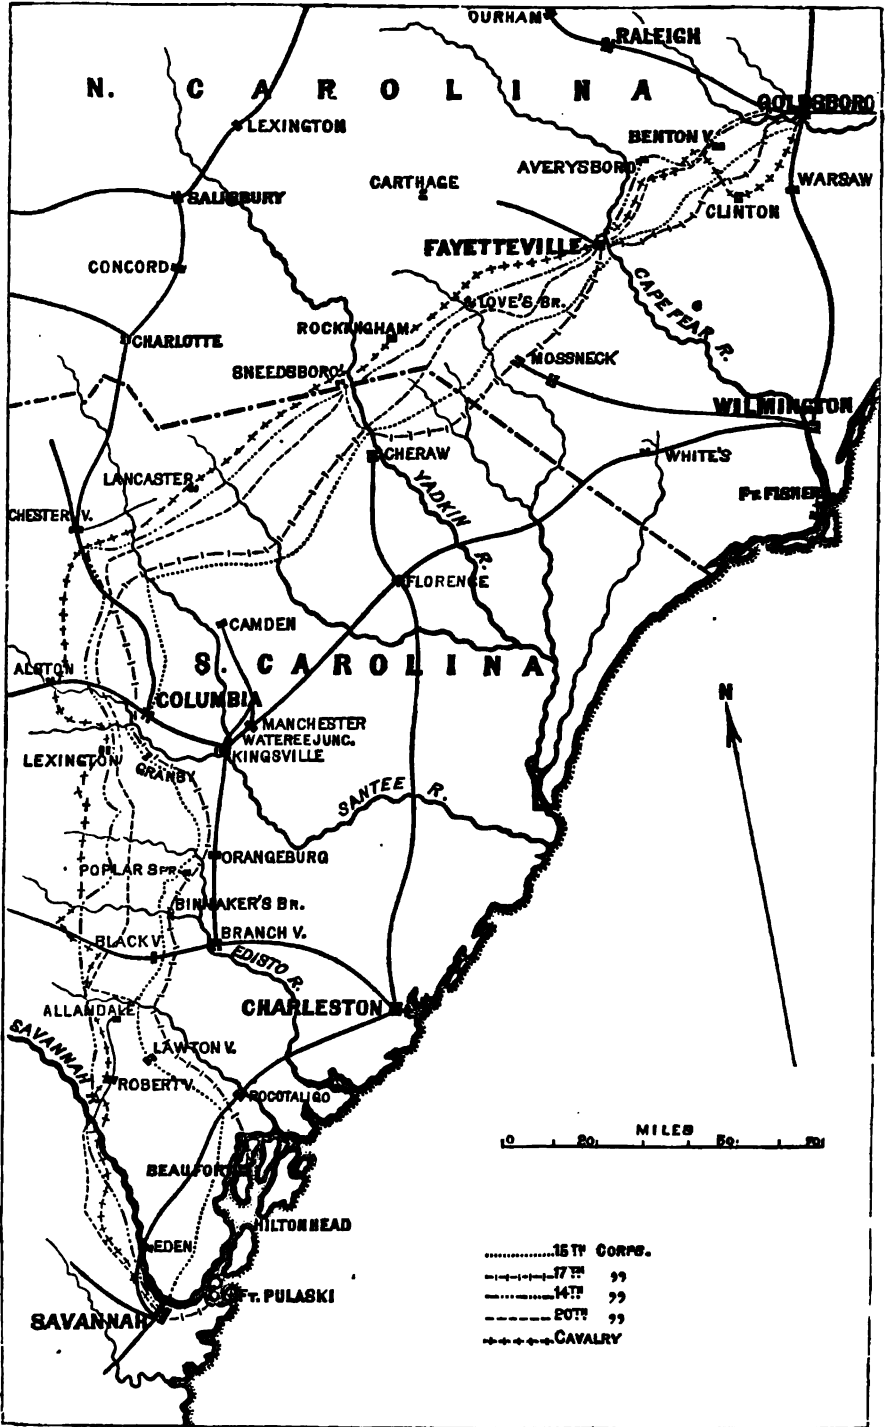 DURHAM
RALEIGH
N. CAROLINA
GOLDSBORO
LEXINGTON
BENTON V.
AVERYSBORO
CARTHAGE
WARSAW
SALISBURY
CLINTON
FAYETTEVILLE
CONCORD
CAPE FEAR R.
LOVE'S BR.
ROCKINGHAM
CHARLOTTE
MOSSNECK
SNEEDSBORO'
WILMINGTON
CHERAW
WHITE'S
LANCASTER
YADKIN R.
FT. FISHER
CHESTER V.
FLORENCE
CAMDEN
S. CAROLINA
ALSTON
COLUMBIA
N
MANCHESTER
WATEREE JUNC.
KINGSVILLE
LEXINGTON
GRANBY
SANTEE R.
ORANGEBURG
POPLAR SPR.
BINNAKER'S BR.
BRANCH V.
BLACK V.
EDISTO R.
CHARLESTON
ALLANDALE
SAVANNAH R.
LAWTON V.
ROBERT V.
POCOTALIGO
MILES
0 20 50 70
BEAUFORT
HILTON HEAD
EDEN
15TH CORPS.
17TH ,,
14TH ,,
20TH ,,
CAVALRY
FT. PULASKI
SAVANNAH